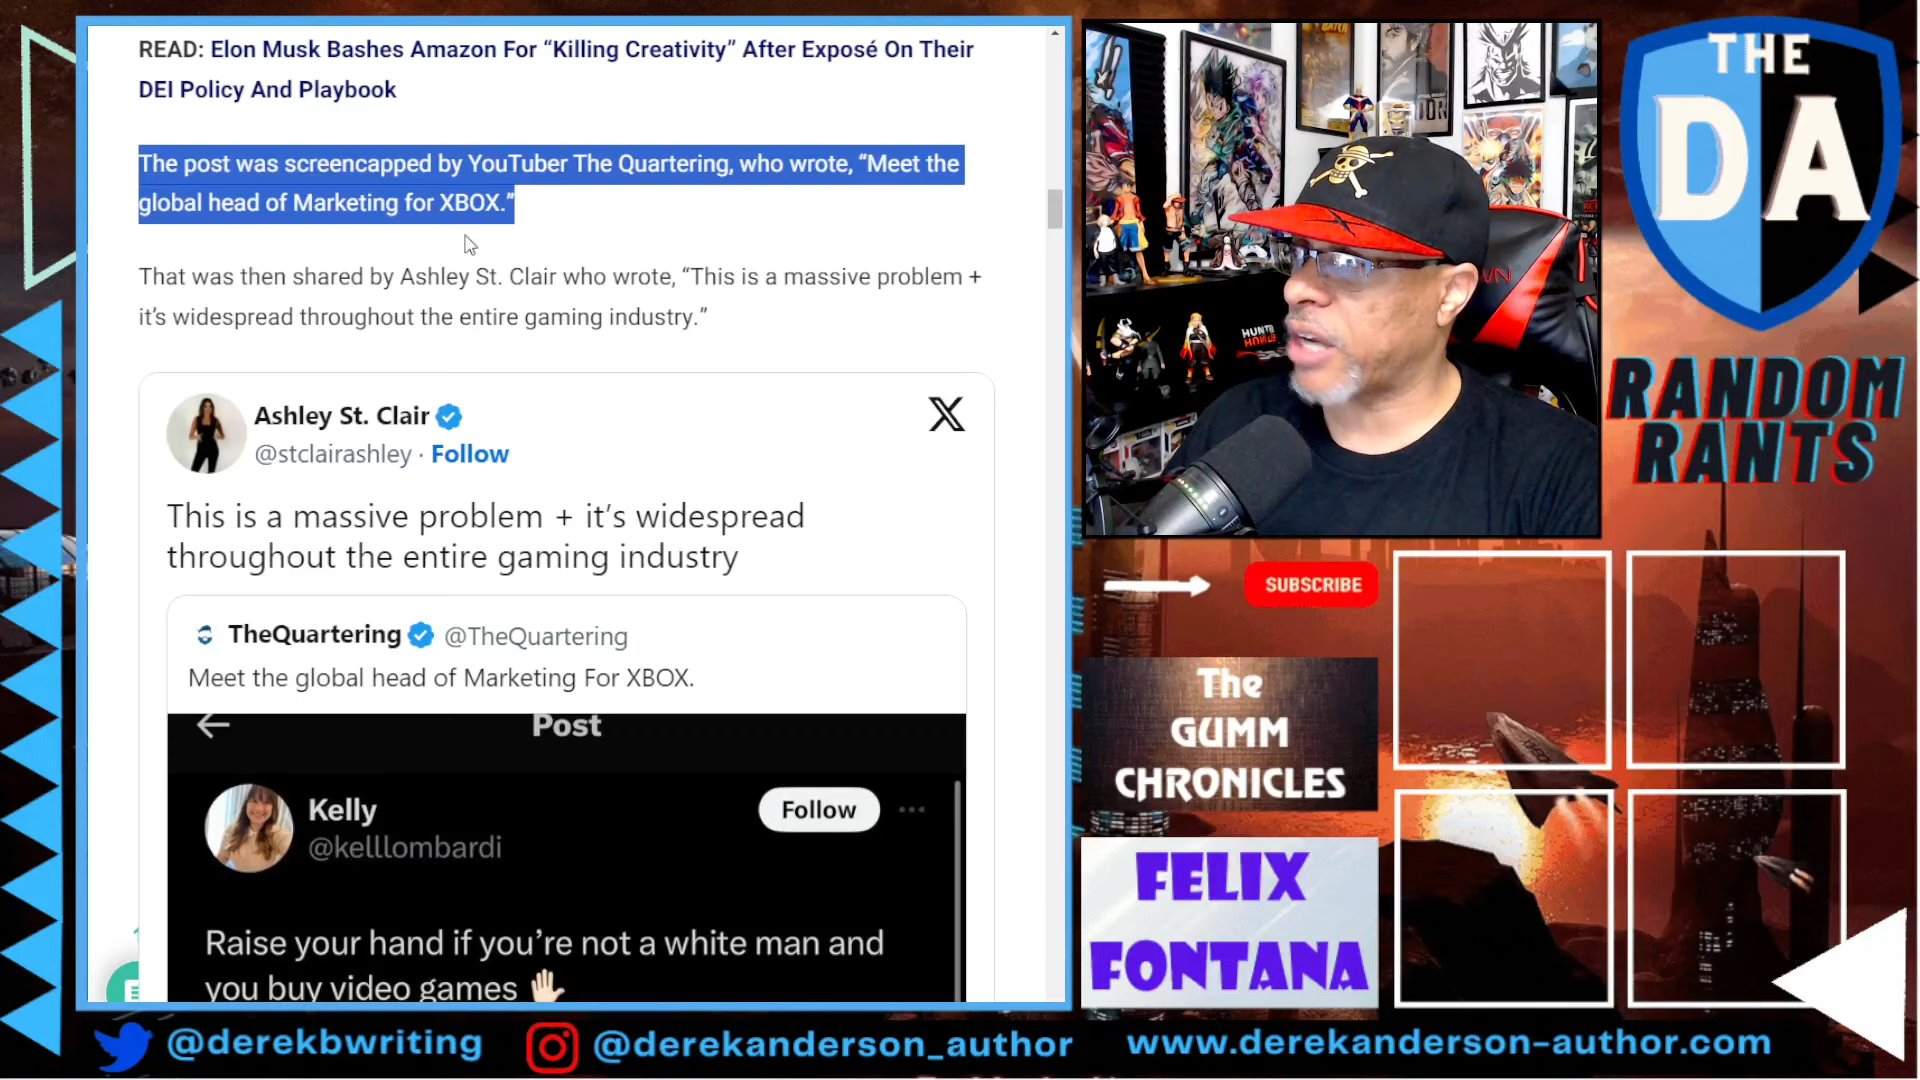 READ: Elon Musk Bashes Amazon For “Killing Creativity” After Exposé On Their
DEI Policy And Playbook
The post was screencapped by YouTuber The Quartering, who wrote, “Meet the
global head of Marketing for XBOX.”
That was then shared by Ashley St. Clair who wrote, “This is a massive problem +
it’s widespread throughout the entire gaming industry.”
Ashley St. Clair
@stclairashley · Follow
This is a massive problem + it’s widespread
throughout the entire gaming industry
TheQuartering @TheQuartering
Meet the global head of Marketing For XBOX.
Post
Kelly
@kelllombardi
Follow
Raise your hand if you’re not a white man and
you buy video games
THE
DA
RANDOM
RANTS
SUBSCRIBE
The
GUMM
CHRONICLES
FELIX
FONTANA
@derekbwriting
@derekanderson_author
www.derekanderson-author.com